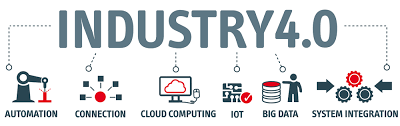 INDUSTRY4.0
AUTOMATION
CONNECTION
CLOUD COMPUTING
IOT
BIG DATA
SYSTEM INTEGRATION